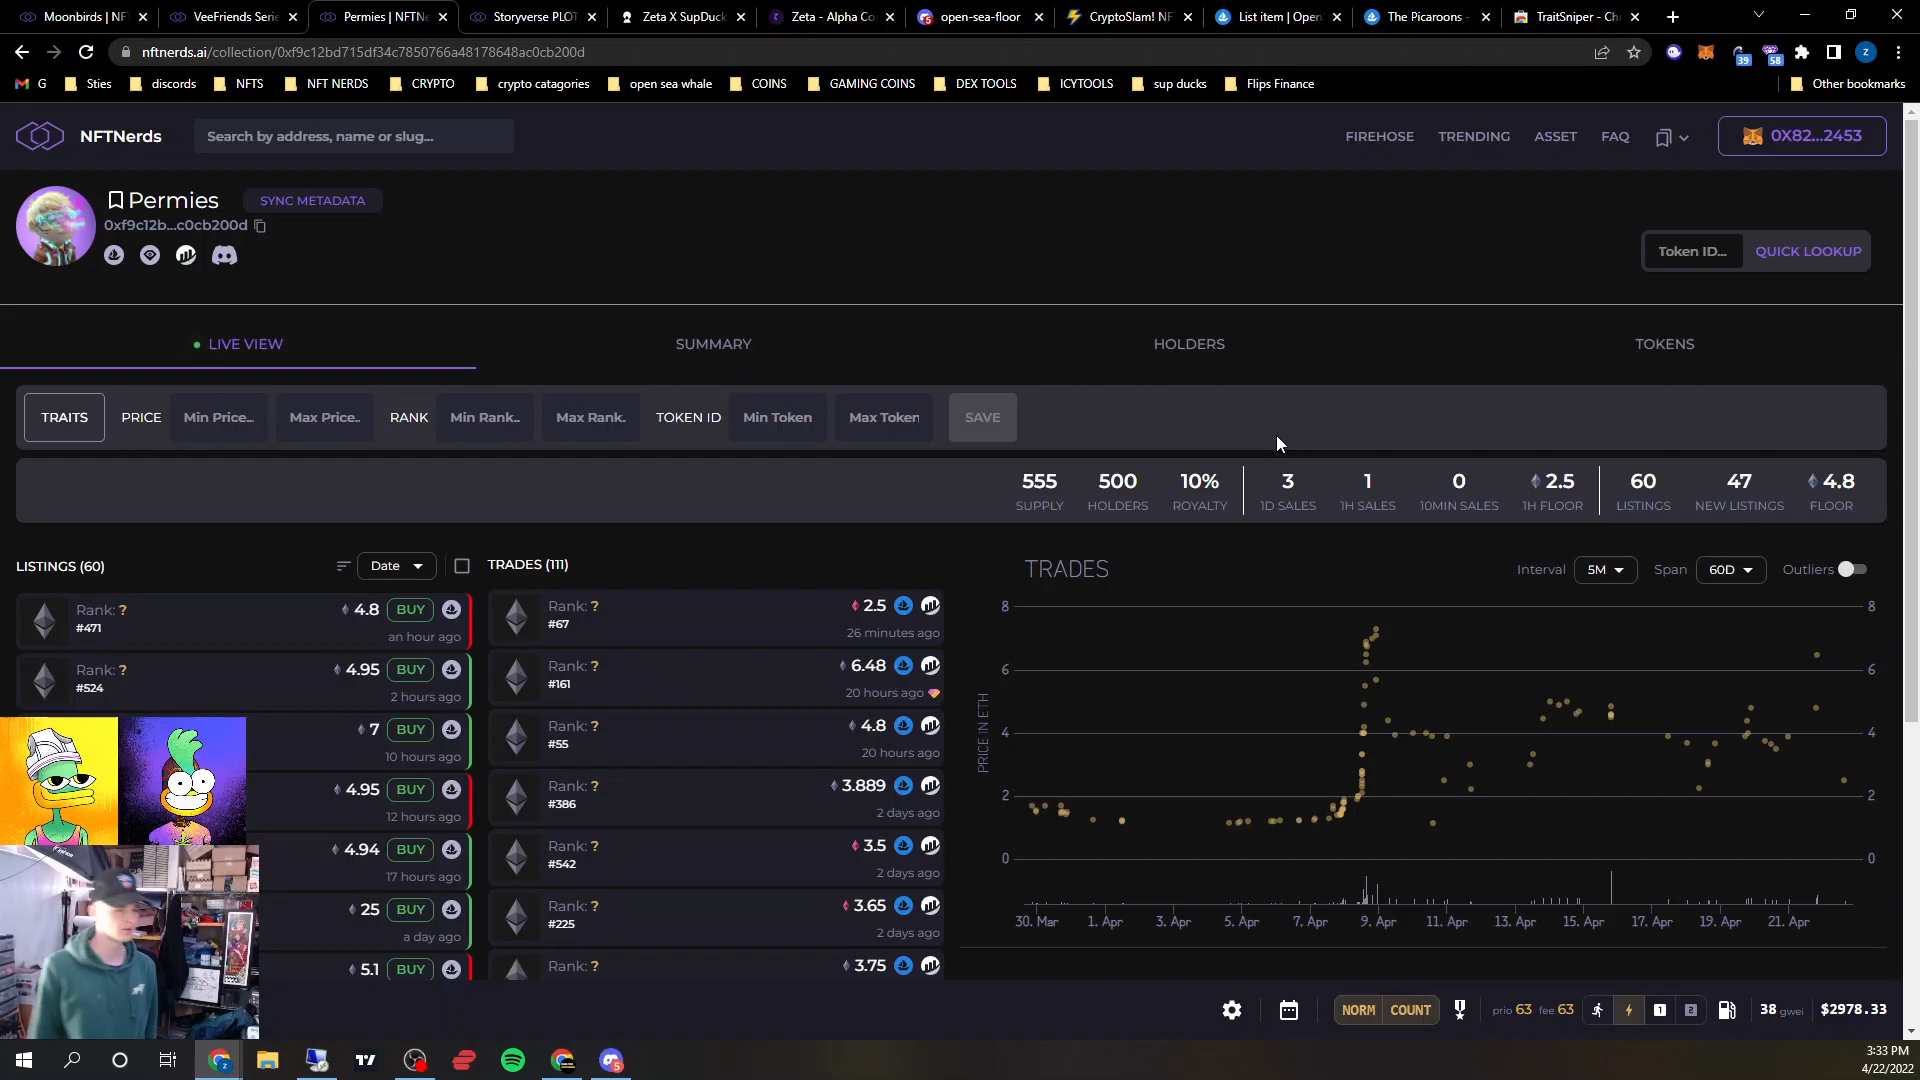 Moonbirds | NF
VeeFriends Serie
Permies | NFTNe
Storyverse PLOT
Zeta X SupDuck
Zeta - Alpha Co
open-sea-floor
CryptoSlam! NF
List item | Open
The Picaroons -
TraitSniper - Ch
nftnerds.ai/collection/0xf9c12bd715df34c7850766a48178648ac0cb200d
39
58
G
Sties
discords
NFTS
NFT NERDS
CRYPTO
crypto catagories
open sea whale
COINS
GAMING COINS
DEX TOOLS
ICYTOOLS
sup ducks
Flips Finance
Other bookmarks
NFTNerds
Search by address, name or slug...
FIREHOSE
TRENDING
ASSET
FAQ
0X82...2453
Permies
SYNC METADATA
0xf9c12b...c0cb200d
Token ID...
QUICK LOOKUP
LIVE VIEW
SUMMARY
HOLDERS
TOKENS
TRAITS
PRICE
Min Price..
Max Price..
RANK
Min Rank..
Max Rank.
TOKEN ID
Min Token
Max Token
SAVE
555
SUPPLY
500
HOLDERS
10%
ROYALTY
3
1D SALES
1
1H SALES
0
10MIN SALES
2.5
1H FLOOR
60
LISTINGS
47
NEW LISTINGS
4.8
FLOOR
LISTINGS (60)
Date
Rank: ?
#471
4.8
BUY
an hour ago
Rank: ?
#524
4.95
BUY
2 hours ago
7
BUY
10 hours ago
4.95
BUY
12 hours ago
4.94
BUY
17 hours ago
25
BUY
a day ago
5.1
BUY
TRADES (111)
Rank: ?
#67
2.5
26 minutes ago
Rank: ?
#161
6.48
20 hours ago
Rank: ?
#55
4.8
20 hours ago
Rank: ?
#386
3.889
2 days ago
Rank: ?
#542
3.5
2 days ago
Rank: ?
#225
3.65
2 days ago
Rank: ?
3.75
TRADES
Interval
5M
Span
60D
Outliers
8
8
6
6
4
4
2
2
0
0
PRICE IN ETH
30. Mar
1. Apr
3. Apr
5. Apr
7. Apr
9. Apr
11. Apr
13. Apr
15. Apr
17. Apr
19. Apr
21. Apr
NORM
COUNT
prio 63 fee 63
1
2
38 gwei
$2978.33
3:33 PM
4/22/2022